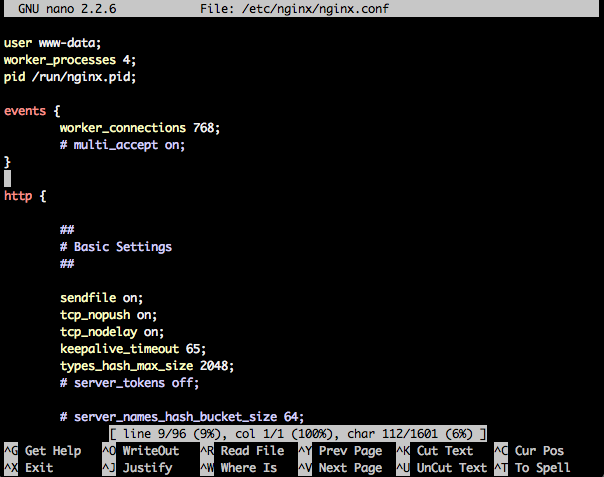 GNU nano 2.2.6 File: /etc/nginx/nginx.conf
user www-data;
worker_processes 4;
pid /run/nginx.pid;
events {
worker_connections 768;
# multi_accept on;
}
http {
##
# Basic Settings
##
sendfile on;
tcp_nopush on;
tcp_nodelay on;
keepalive_timeout 65;
types_hash_max_size 2048;
# server_tokens off;
# server_names_hash_bucket_size 64;
[ line 9/96 (9%), col 1/1 (100%), char 112/1601 (6%) ]
^G Get Help ^O WriteOut ^R Read File ^Y Prev Page ^K Cut Text ^C Cur Pos
^X Exit ^J Justify ^W Where Is ^V Next Page ^U UnCut Text ^T To Spell